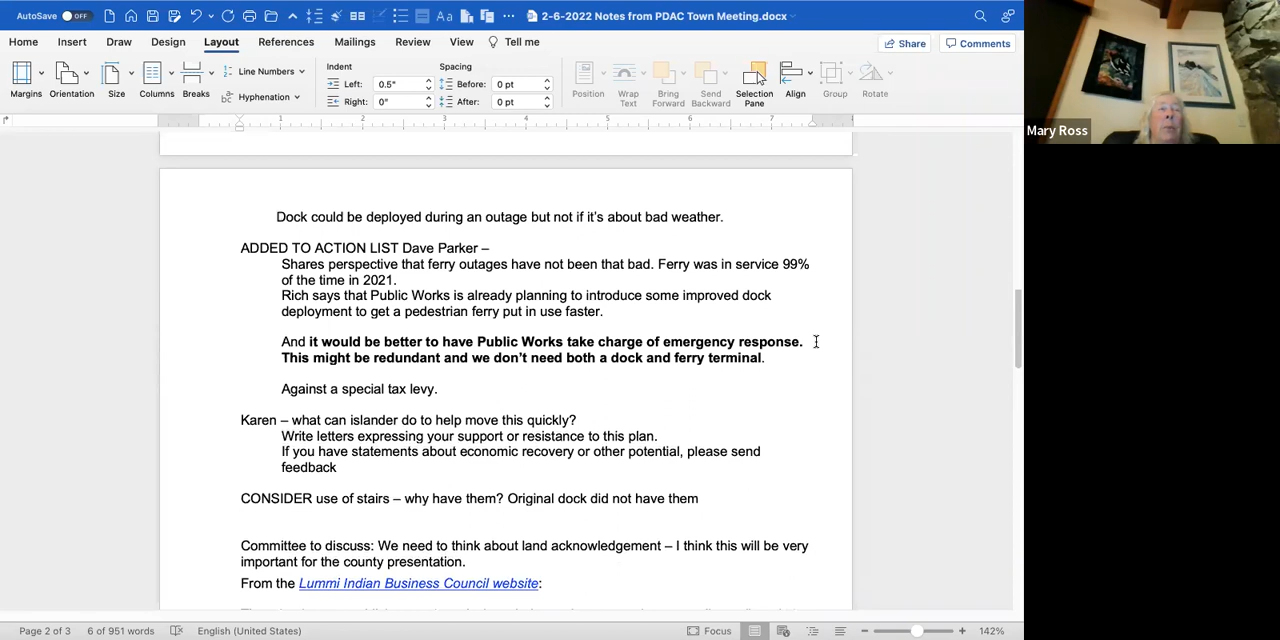 AutoSave OFF 2-6-2022 Notes from PDAC Town Meeting.docx
Home Insert Draw Design Layout References Mailings Review View Tell me Share Comments
Margins Orientation Size Columns Breaks Line Numbers Hyphenation Indent Left: 0.5" Right: 0" Spacing Before: 0 pt After: 0 pt Position Wrap Text Bring Forward Send Backward Selection Pane Align Group Rotate
1 2 3 4 5 6 7
Mary Ross
Dock could be deployed during an outage but not if it's about bad weather.
ADDED TO ACTION LIST Dave Parker –
Shares perspective that ferry outages have not been that bad. Ferry was in service 99%
of the time in 2021.
Rich says that Public Works is already planning to introduce some improved dock
deployment to get a pedestrian ferry put in use faster.
And it would be better to have Public Works take charge of emergency response.
This might be redundant and we don't need both a dock and ferry terminal.
Against a special tax levy.
Karen – what can islander do to help move this quickly?
Write letters expressing your support or resistance to this plan.
If you have statements about economic recovery or other potential, please send
feedback
CONSIDER use of stairs – why have them? Original dock did not have them
Committee to discuss: We need to think about land acknowledgement – I think this will be very
important for the county presentation.
From the Lummi Indian Business Council website:
Page 2 of 3 6 of 951 words English (United States) Focus 142%